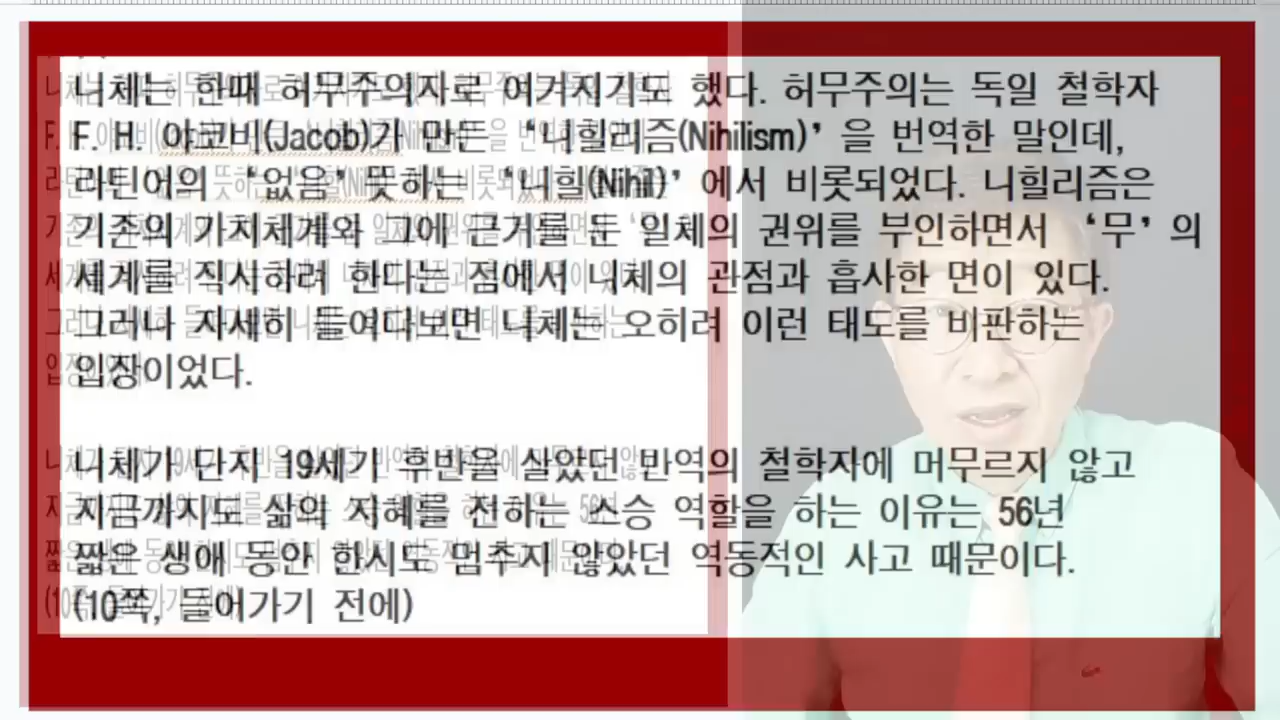 니체는 한때 허무주의자로 여겨지기도 했다. 허무주의는 독일 철학자
F. H. 야코비(Jacob)가 만든 ‘니힐리즘(Nihilism)’ 을 번역한 말인데,
라틴어의 ‘없음’ 뜻하는 ‘니힐(Nihil)’ 에서 비롯되었다. 니힐리즘은
기존의 가치체계와 그에 근거를 둔 일체의 권위를 부인하면서 ‘무’ 의
세계를 직시하려 한다는 점에서 니체의 관점과 흡사한 면이 있다.
그러나 자세히 들여다보면 니체는 오히려 이런 태도를 비판하는
입장이었다.
니체가 단지 19세기 후반을 살았던 반역의 철학자에 머무르지 않고
지금까지도 삶의 지혜를 전하는 스승 역할을 하는 이유는 56년
짧은 생애 동안 한시도 멈추지 않았던 역동적인 사고 때문이다.
(10쪽, 들어가기 전에)